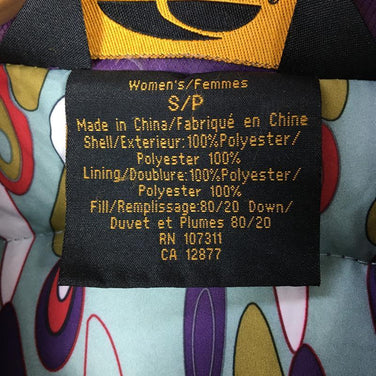 Women's/Femmes
S/P
Made in China/Fabriqué en Chine
Shell/Exterieur:100%Polyester/
Polyester 100%
Lining/Doublure:100%Polyester/
Polyester 100%
Fill/Remplissage:80/20 Down/
Duvet et Plumes 80/20
RN 107311
CA 12877